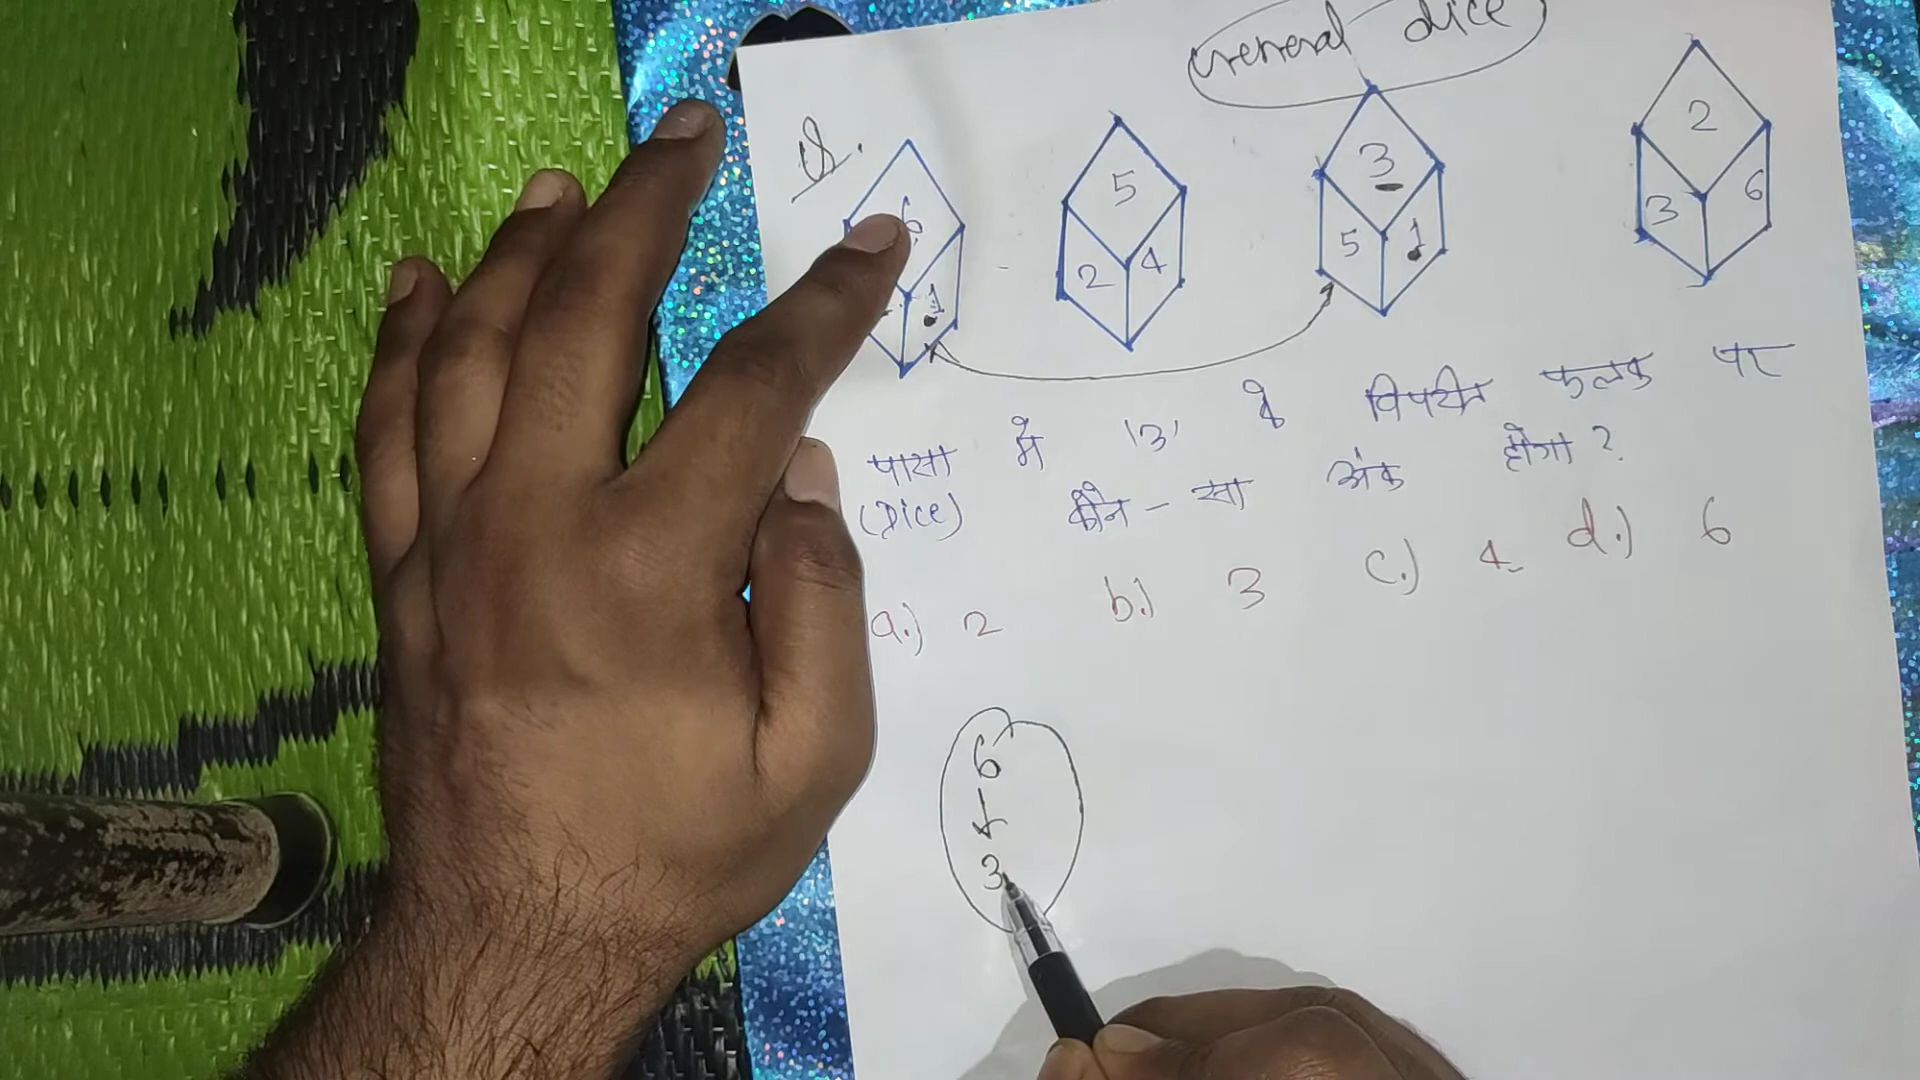 General dice
Q.
6 1
5 2 4
3 5 1
2 3 6
पासा में '3' के विपरीत फलक पर
(Dice) कौन-सा अंक होगा?
a.) 2 b.) 3 c.) 4 d.) 6
6
3